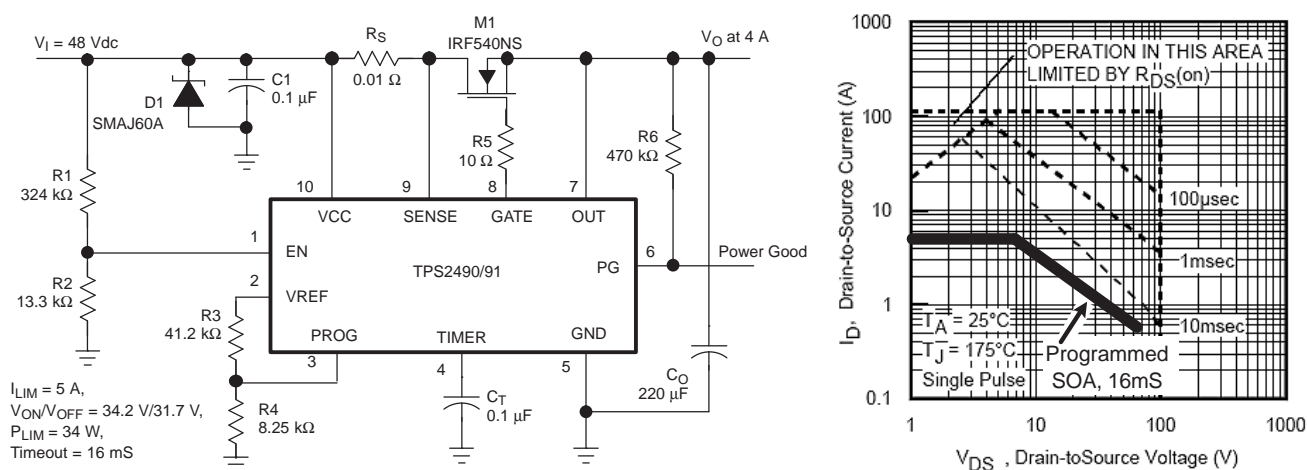 V_I = 48 Vdc
D1
SMAJ60A
C1
0.1 μF
R_S
0.01 Ω
M1
IRF540NS
V_O at 4 A
R5
10 Ω
R6
470 kΩ
R1
324 kΩ
R2
13.3 kΩ
10
9
8
7
VCC
SENSE
GATE
OUT
1
EN
TPS2490/91
6
PG
Power Good
2
VREF
R3
41.2 kΩ
PROG
TIMER
GND
3
4
5
R4
8.25 kΩ
C_T
0.1 μF
C_O
220 μF
I_LIM = 5 A,
V_ON/V_OFF = 34.2 V/31.7 V,
P_LIM = 34 W,
Timeout = 16 mS
I_D, Drain-to-Source Current (A)
1000
100
10
1
0.1
OPERATION IN THIS AREA
LIMITED BY R_DS(on)
100μsec
1msec
10msec
T_A = 25°C
T_J = 175°C
Single Pulse
Programmed
SOA, 16mS
1
10
100
1000
V_DS , Drain-to-Source Voltage (V)